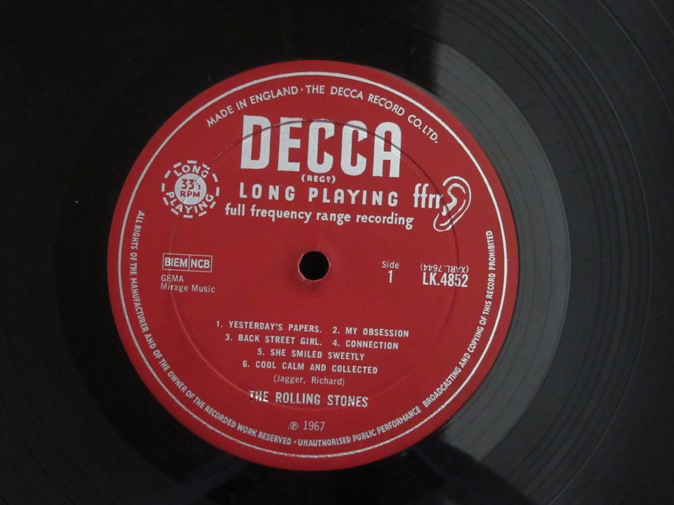 MADE IN ENGLAND · THE DECCA RECORD CO. LTD.
DECCA
(REGD)
LONG PLAYING
33⅓
RPM
LONG PLAYING ffrr
full frequency range recording
BIEM NCB
GEMA
Mirage Music
Side
1
(XARL.7644)
LK.4852
1. YESTERDAY'S PAPERS. 2. MY OBSESSION
3. BACK STREET GIRL. 4. CONNECTION
5. SHE SMILED SWEETLY
6. COOL CALM AND COLLECTED
(Jagger, Richard)
THE ROLLING STONES
℗ 1967
ALL RIGHTS OF THE MANUFACTURER AND OF THE OWNER OF THE RECORDED WORK RESERVED · UNAUTHORISED PUBLIC PERFORMANCE BROADCASTING AND COPYING OF THIS RECORD PROHIBITED